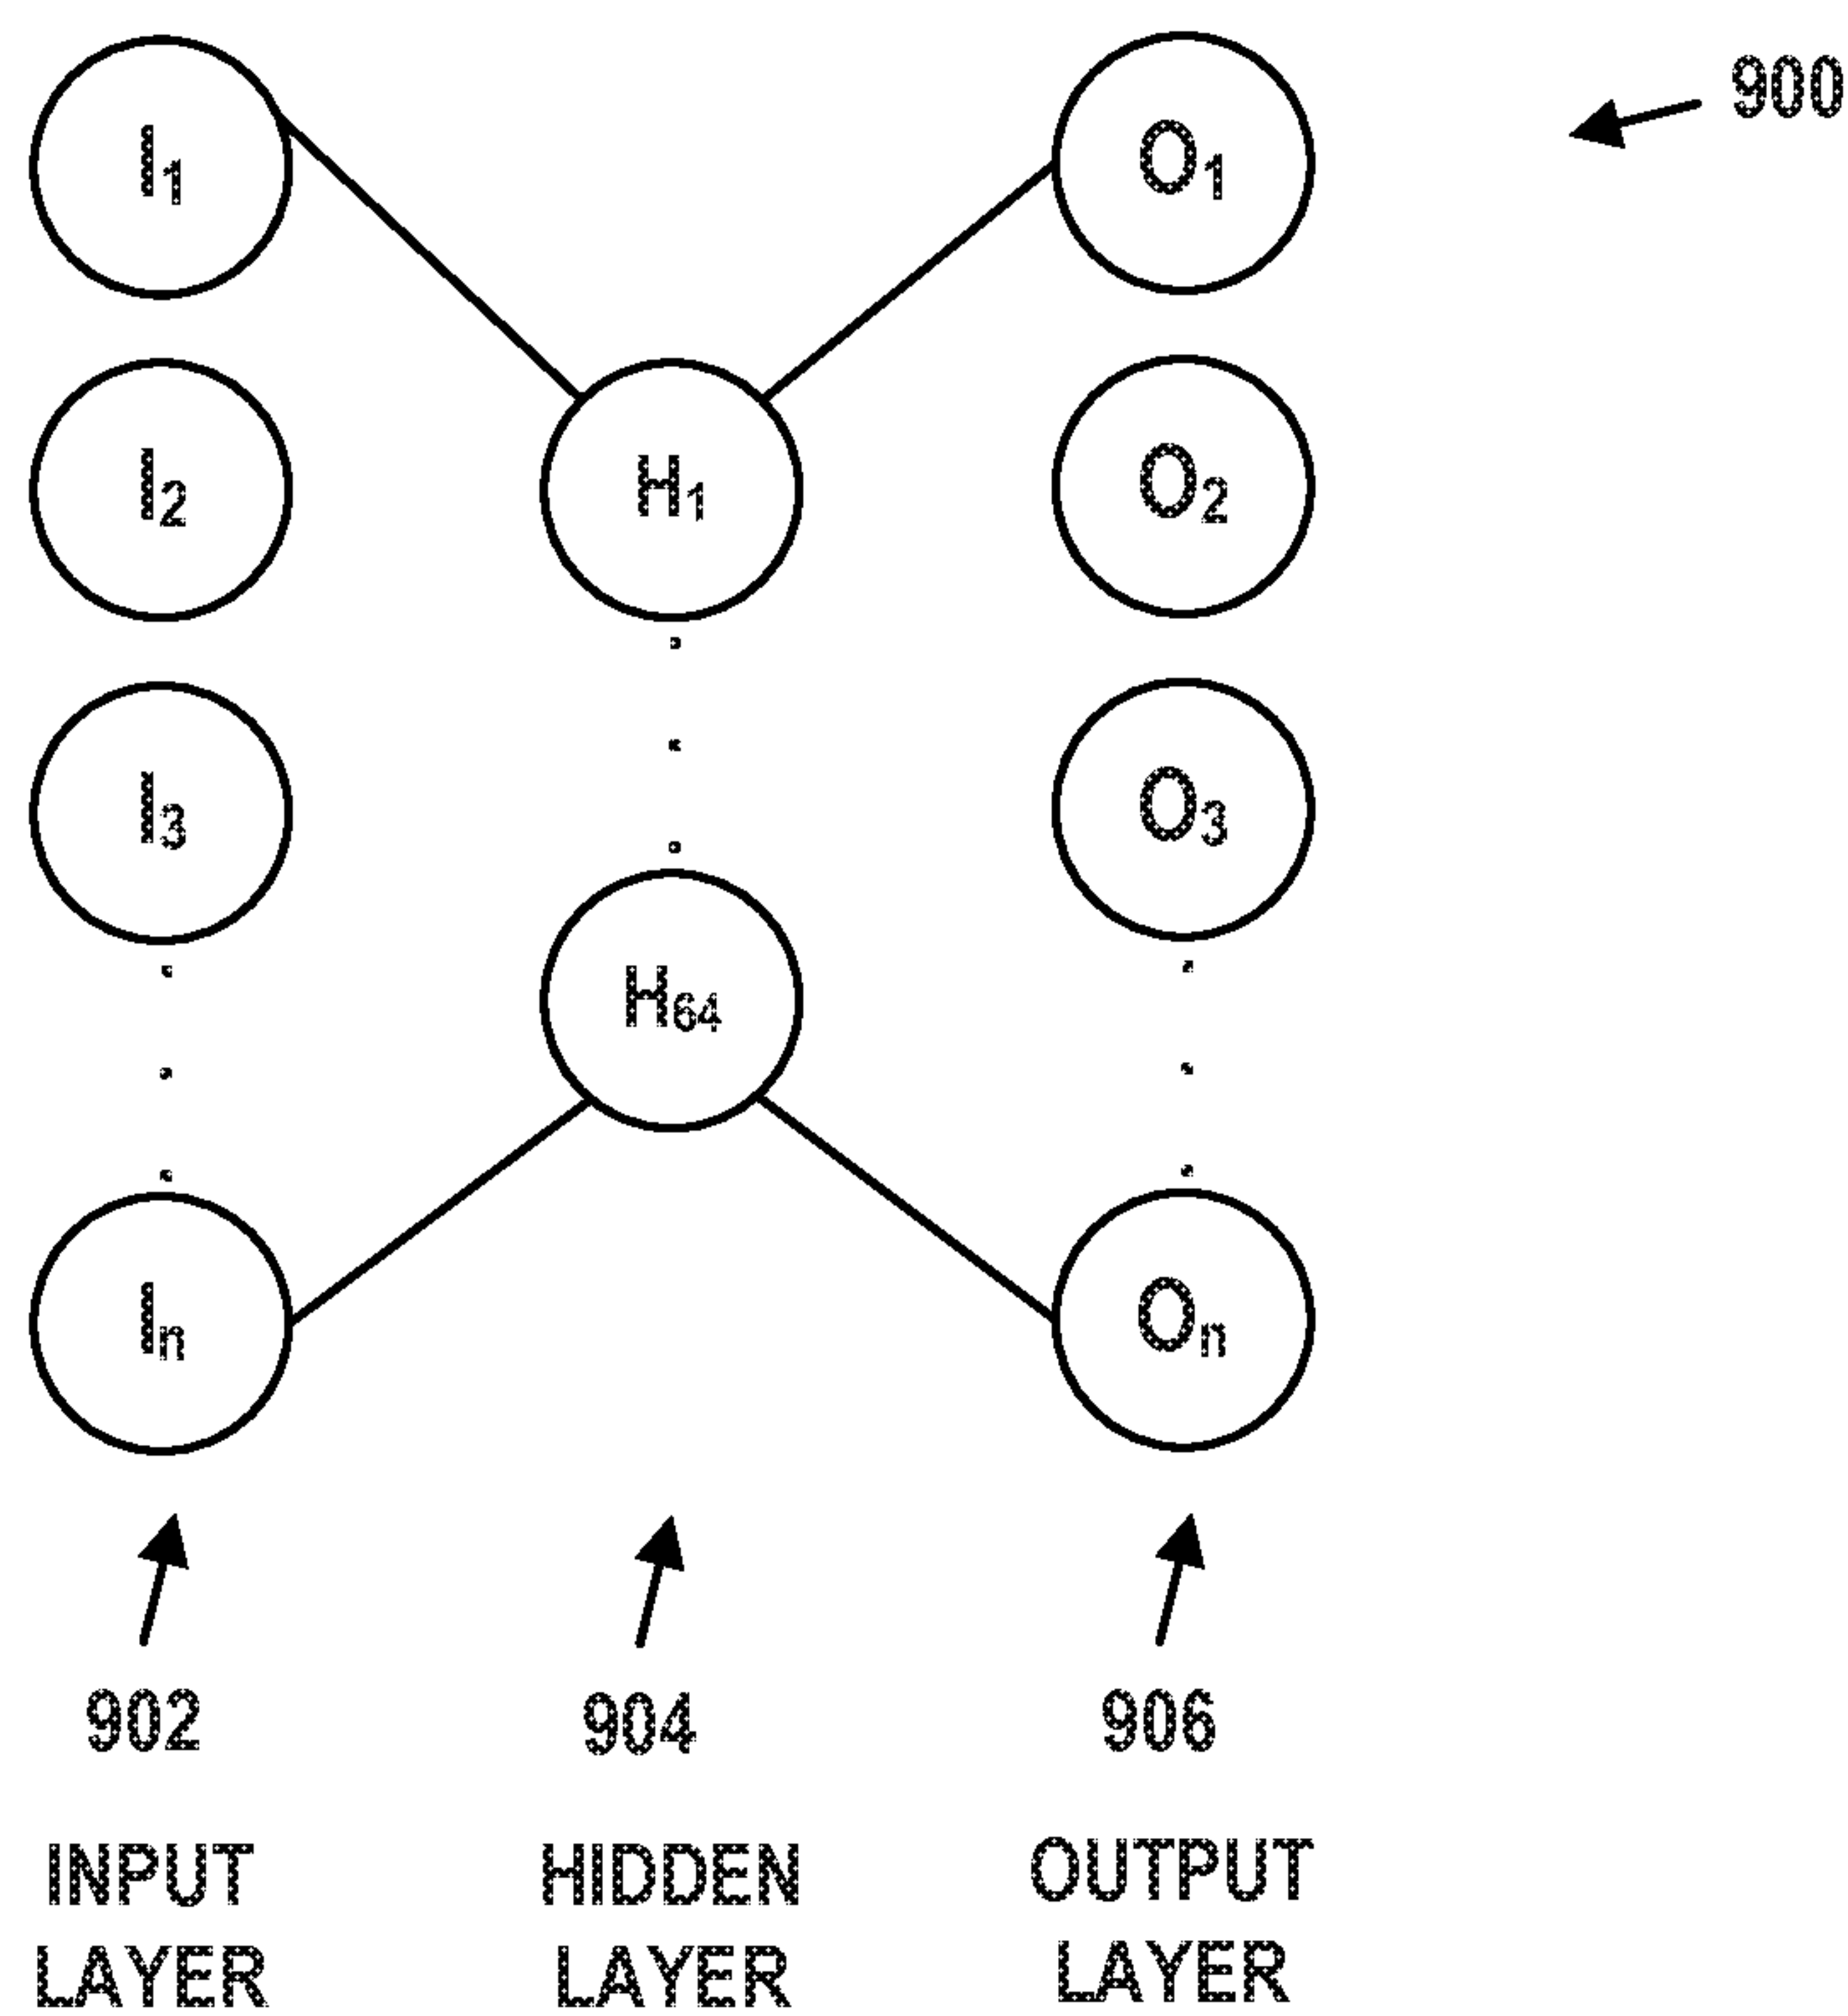 900
I1
O1
I2
H1
O2
I3
O3
H64
In
On
902
904
906
INPUT
LAYER
HIDDEN
LAYER
OUTPUT
LAYER